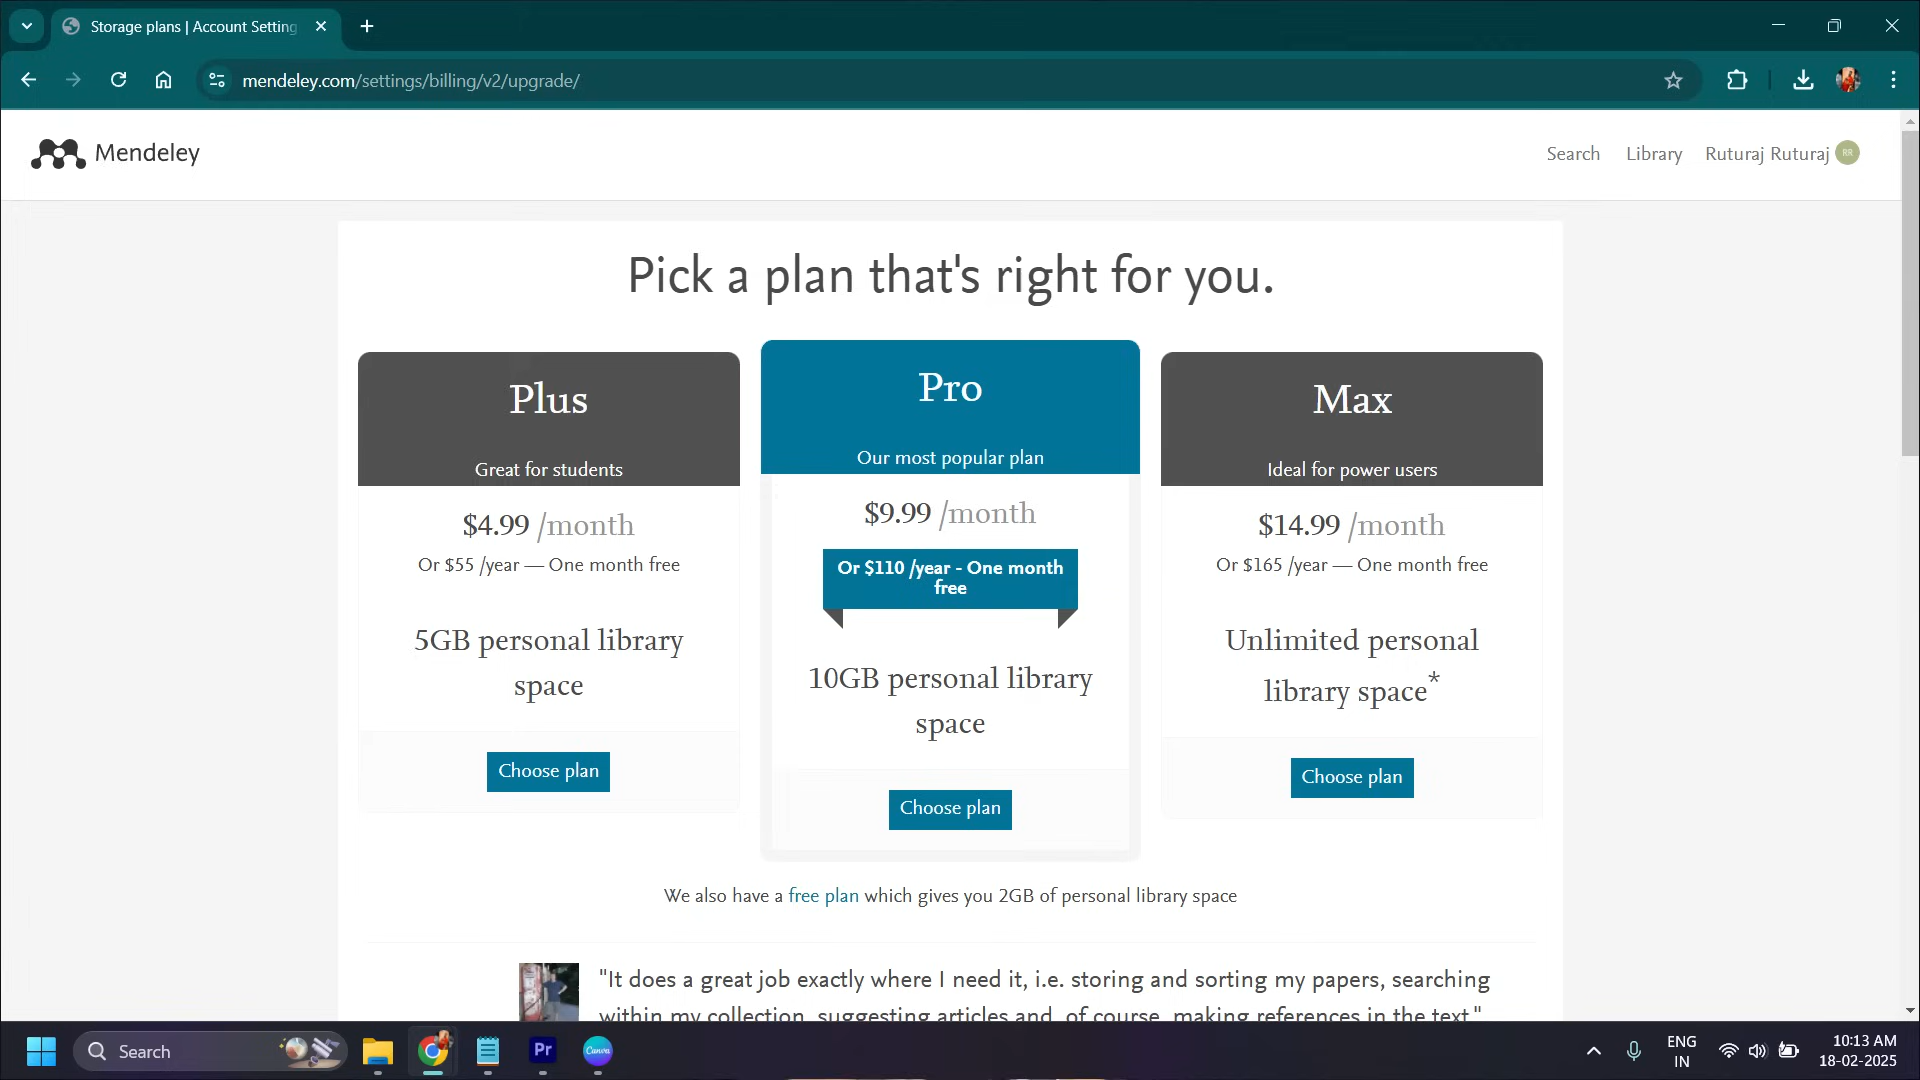 Storage plans | Account Setting
mendeley.com/settings/billing/v2/upgrade/
Mendeley
Search Library Ruturaj Ruturaj RR
Pick a plan that's right for you.
Plus
Great for students
$4.99 /month
Or $55 /year — One month free
5GB personal library
space
Choose plan
Pro
Our most popular plan
$9.99 /month
Or $110 /year - One month
free
10GB personal library
space
Choose plan
Max
Ideal for power users
$14.99 /month
Or $165 /year — One month free
Unlimited personal
library space*
Choose plan
We also have a free plan which gives you 2GB of personal library space
"It does a great job exactly where I need it, i.e. storing and sorting my papers, searching
within my collection, suggesting articles and, of course, making references in the text."
Search
Pr
Canva
ENG
IN
10:13 AM
18-02-2025